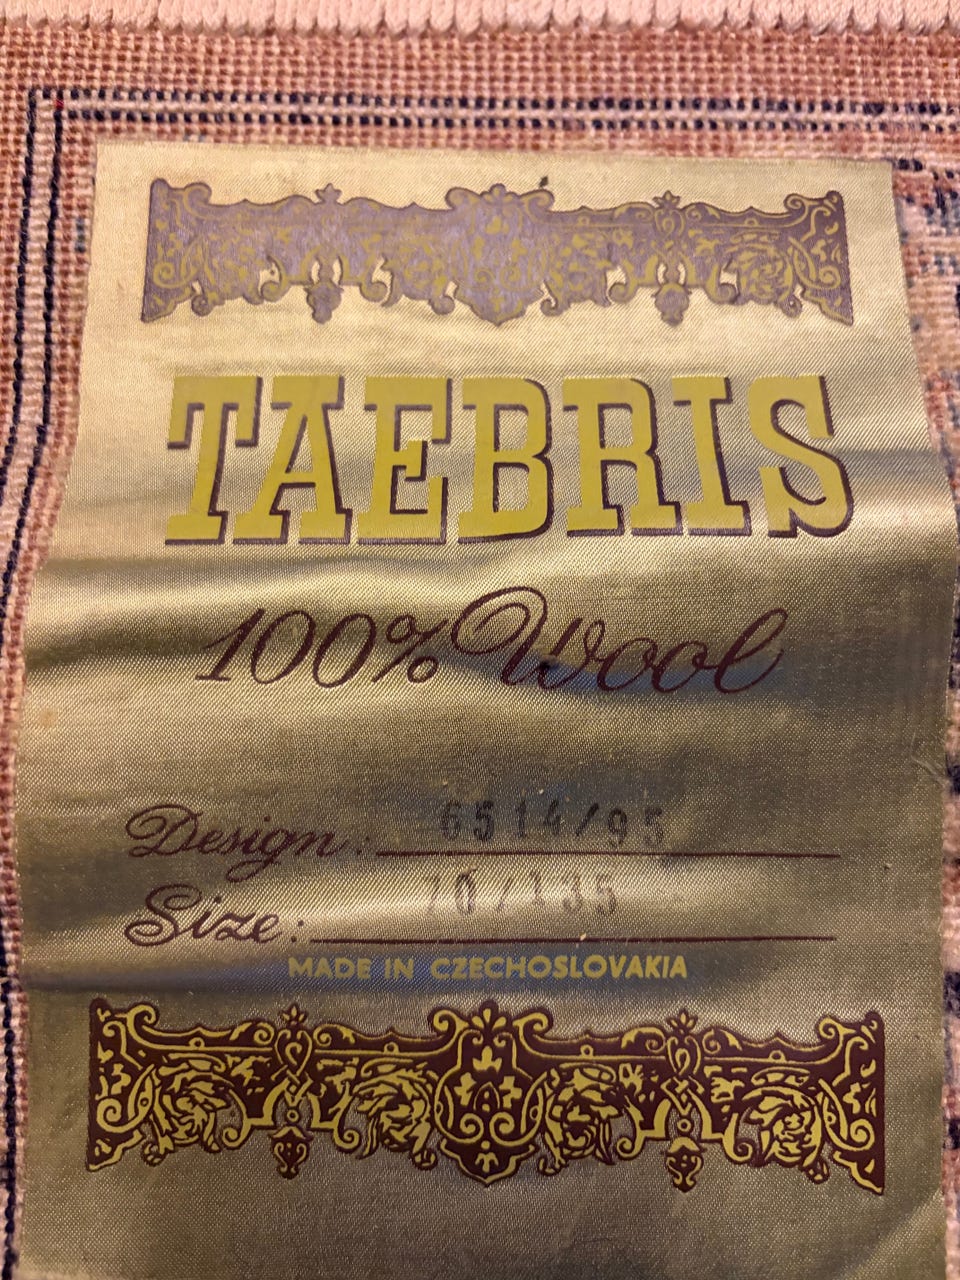 TAEBRIS
100% Wool
Design: 6514/95
Size: 70/135
MADE IN CZECHOSLOVAKIA